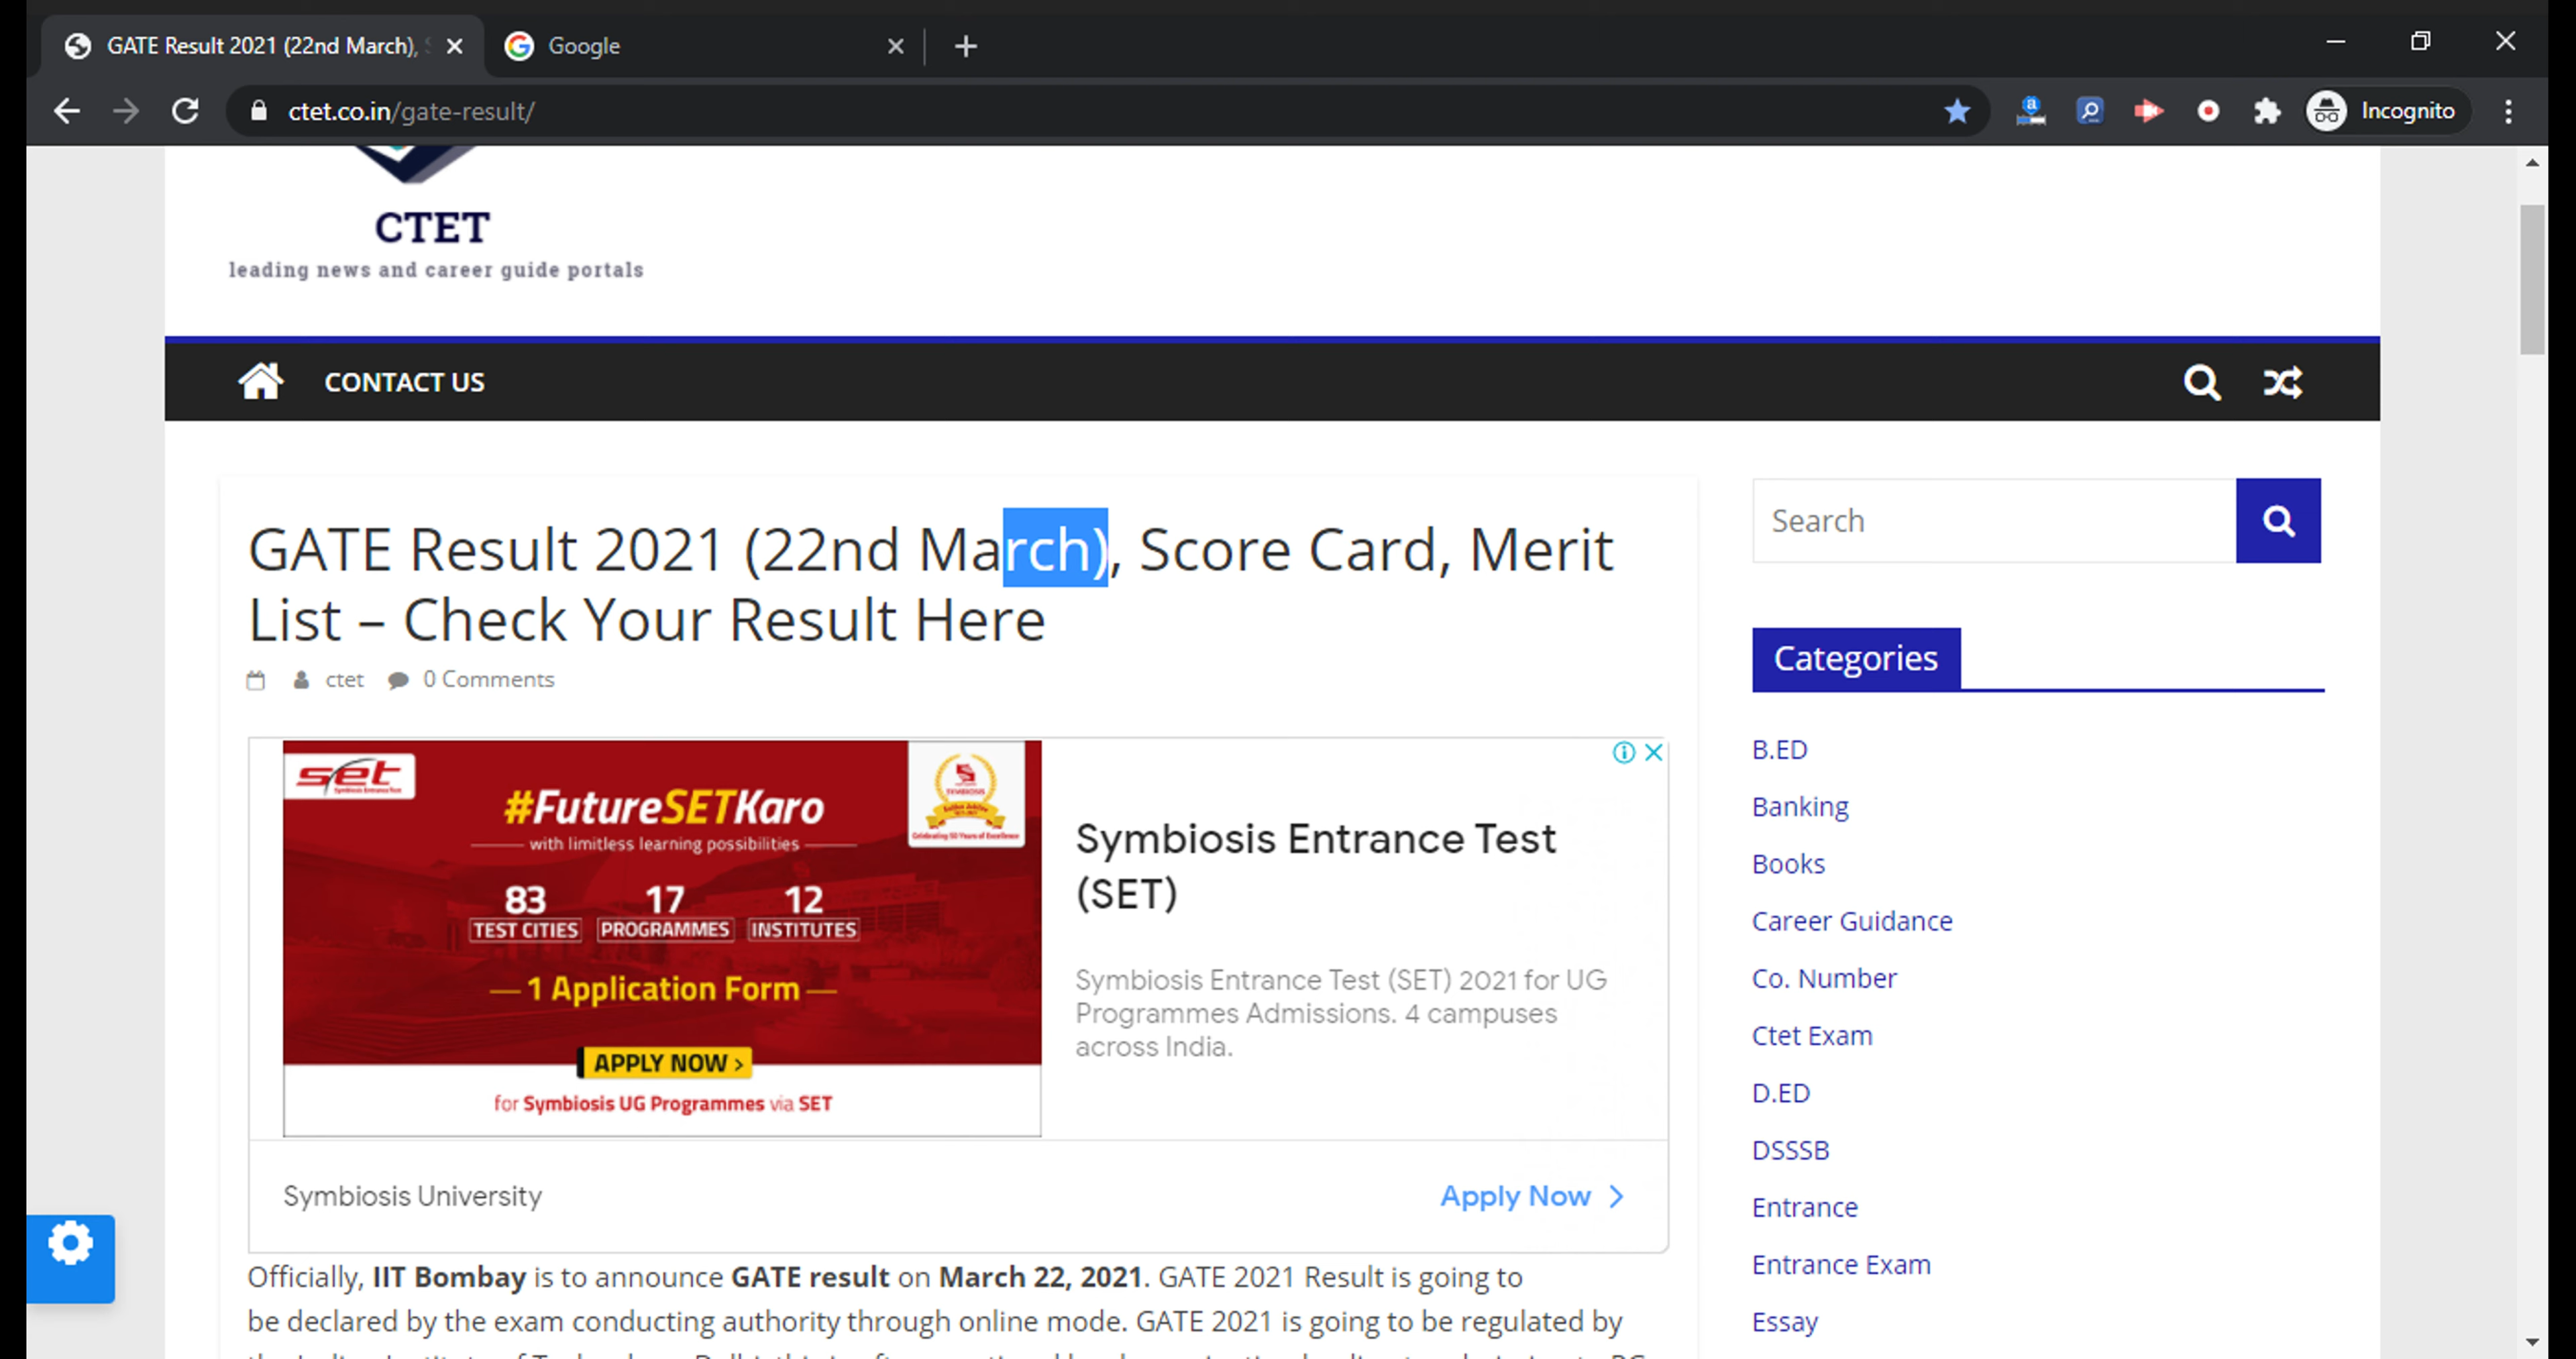 GATE Result 2021 (22nd March),
Google
ctet.co.in/gate-result/
Incognito
CTET
leading news and career guide portals
CONTACT US
GATE Result 2021 (22nd March), Score Card, Merit
List – Check Your Result Here
ctet 0 Comments
set
#FutureSETKaro
with limitless learning possibilities
83 17 12
TEST CITIES PROGRAMMES INSTITUTES
1 Application Form
APPLY NOW >
for Symbiosis UG Programmes via SET
Symbiosis Entrance Test
(SET)
Symbiosis Entrance Test (SET) 2021 for UG
Programmes Admissions. 4 campuses
across India.
Symbiosis University
Apply Now
Officially, IIT Bombay is to announce GATE result on March 22, 2021. GATE 2021 Result is going to
be declared by the exam conducting authority through online mode. GATE 2021 is going to be regulated by
Search
Categories
B.ED
Banking
Books
Career Guidance
Co. Number
Ctet Exam
D.ED
DSSSB
Entrance
Entrance Exam
Essay